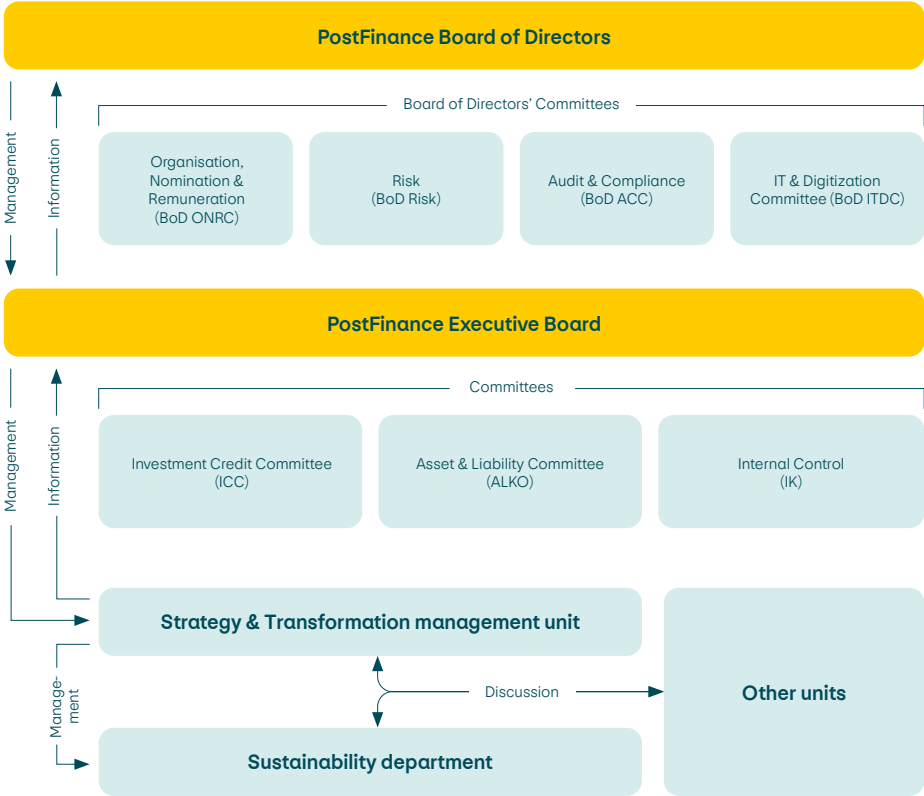 PostFinance Board of Directors
Management
Information
Board of Directors’ Committees
Organisation,
Nomination &
Remuneration
(BoD ONRC)
Risk
(BoD Risk)
Audit & Compliance
(BoD ACC)
IT & Digitization
Committee (BoD ITDC)
PostFinance Executive Board
Management
Information
Committees
Investment Credit Committee
(ICC)
Asset & Liability Committee
(ALKO)
Internal Control
(IK)
Strategy & Transformation management unit
Manage-
ment
Discussion
Other units
Sustainability department